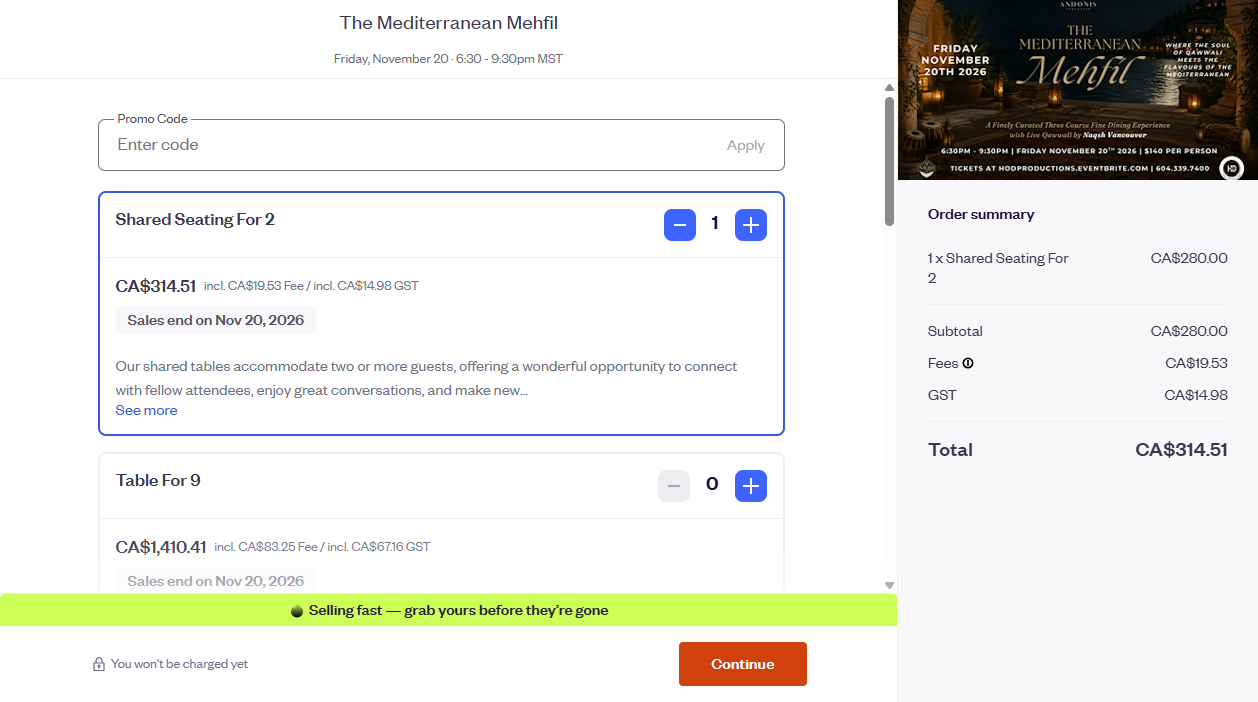 The Mediterranean Mehfil
Friday, November 20 · 6:30 - 9:30pm MST
Promo Code
Enter code
Apply
Shared Seating For 2
1
CA$314.51 incl. CA$19.53 Fee / incl. CA$14.98 GST
Sales end on Nov 20, 2026
Our shared tables accommodate two or more guests, offering a wonderful opportunity to connect
with fellow attendees, enjoy great conversations, and make new...
See more
Table For 9
0
CA$1,410.41 incl. CA$83.25 Fee / incl. CA$67.16 GST
Sales end on Nov 20, 2026
Selling fast — grab yours before they're gone
You won't be charged yet
Continue
ANDONIS
FRIDAY
NOVEMBER
20TH 2026
THE
MEDITERRANEAN
Mehfil
WHERE THE SOUL
OF QAWWALI
MEETS THE
FLAVOURS OF THE
MEDITERRANEAN
A Finely Curated Three Course Fine Dining Experience
with Live Qawwali by Naqsh Vancouver
6:30PM - 9:30PM | FRIDAY NOVEMBER 20TH 2026 | $140 PER PERSON
TICKETS AT HODPRODUCTIONS.EVENTBRITE.COM | 604.339.7400
Order summary
1 x Shared Seating For
2
CA$280.00
Subtotal CA$280.00
Fees CA$19.53
GST CA$14.98
Total CA$314.51